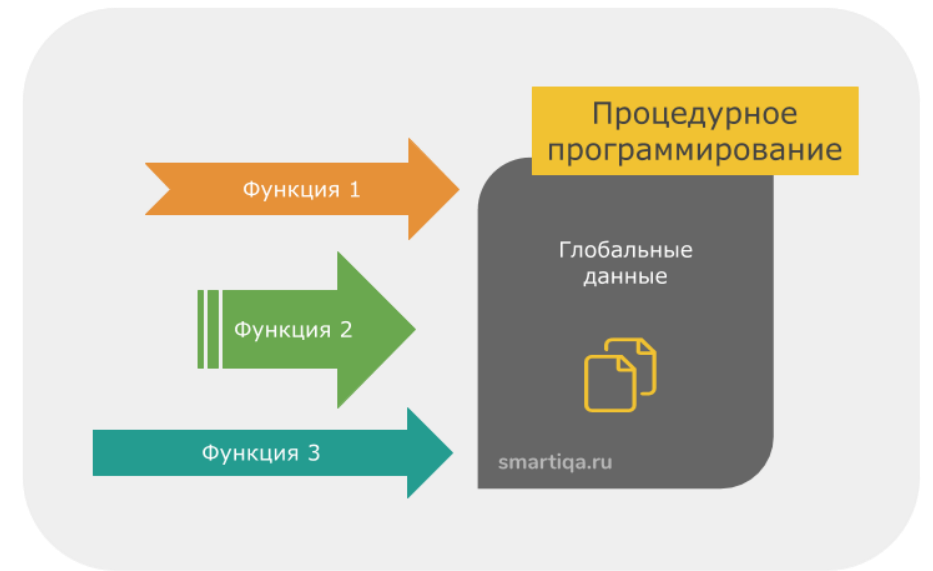 Процедурное
программирование
Функция 1
Глобальные
данные
Функция 2
Функция 3
smartiqa.ru